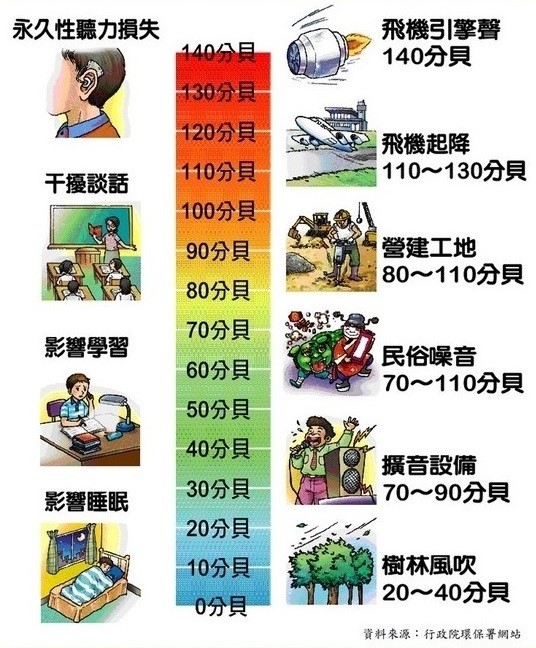 永久性聽力損失
干擾談話
影響學習
影響睡眠
140分貝
130分貝
120分貝
110分貝
100分貝
90分貝
80分貝
70分貝
60分貝
50分貝
40分貝
30分貝
20分貝
10分貝
0分貝
飛機引擎聲
140分貝
飛機起降
110～130分貝
營建工地
80～110分貝
民俗噪音
70～110分貝
擴音設備
70～90分貝
樹林風吹
20～40分貝
資料來源：行政院環保署網站